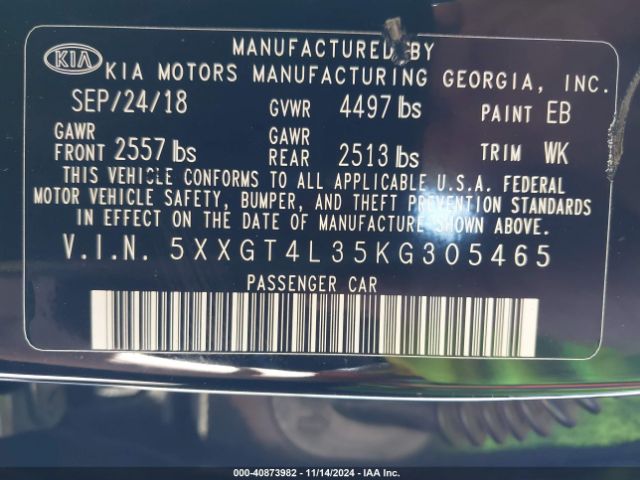 MANUFACTURED BY
KIA KIA MOTORS MANUFACTURING GEORGIA, INC.
SEP/24/18 GVWR 4497 lbs PAINT EB
GAWR FRONT 2557 lbs GAWR REAR 2513 lbs TRIM WK
THIS VEHICLE CONFORMS TO ALL APPLICABLE U.S.A. FEDERAL
MOTOR VEHICLE SAFETY, BUMPER, AND THEFT PREVENTION STANDARDS
IN EFFECT ON THE DATE OF MANUFACTURE SHOWN ABOVE.
V.I.N. 5XXGT4L35KG305465
PASSENGER CAR
000-40873982 - 11/14/2024 - IAA Inc.